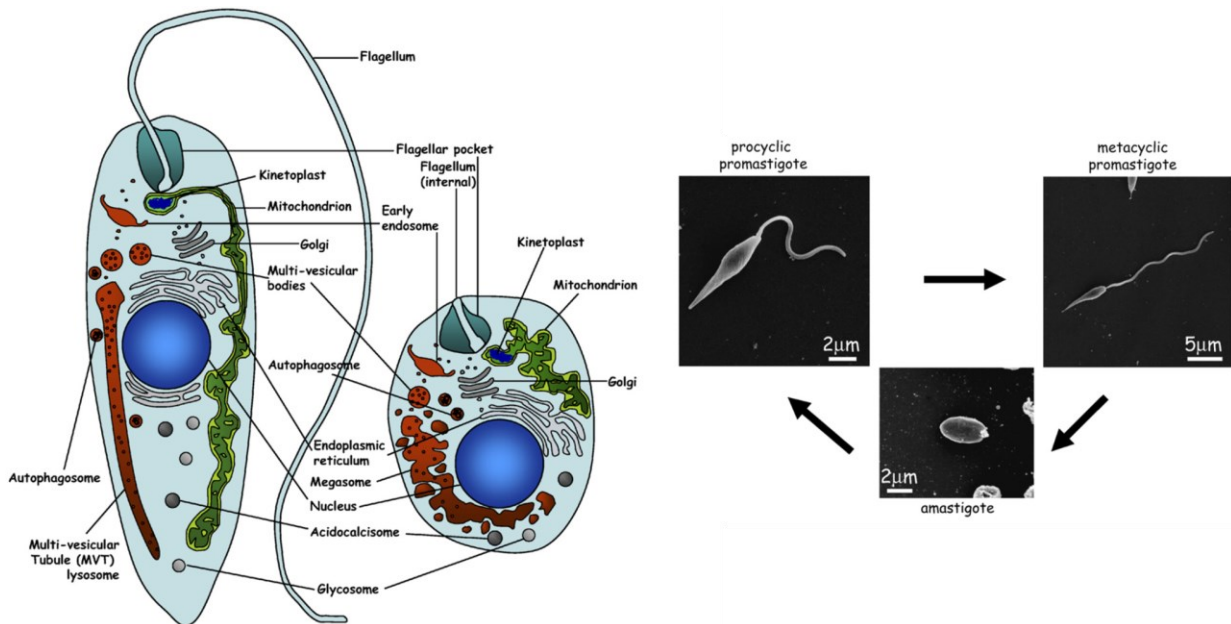 Flagellum
Flagellar pocket
Flagellum
(internal)
Kinetoplast
Mitochondrion
Early
endosome
Golgi
Multi-vesicular
bodies
Kinetoplast
Mitochondrion
Autophagosome
Golgi
Endoplasmic
reticulum
Megasome
Nucleus
Autophagosome
Acidocalcisome
Multi-vesicular
Tubule (MVT)
lysosome
Glycosome
procyclic
promastigote
2μm
metacyclic
promastigote
5μm
2μm
amastigote